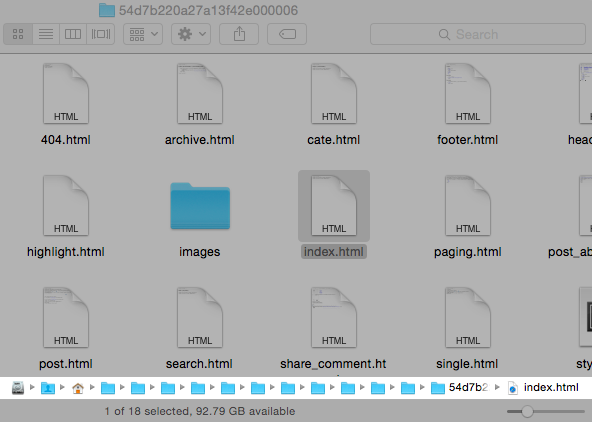 54d7b220a27a13f42e000006
Search
HTML HTML HTML HTML
404.html archive.html cate.html footer.html head
HTML HTML HTML
highlight.html images index.html paging.html post_ab
HTML HTML HTML HTML
post.html search.html share_comment.ht single.html sty
54d7b2 index.html
1 of 18 selected, 92.79 GB available